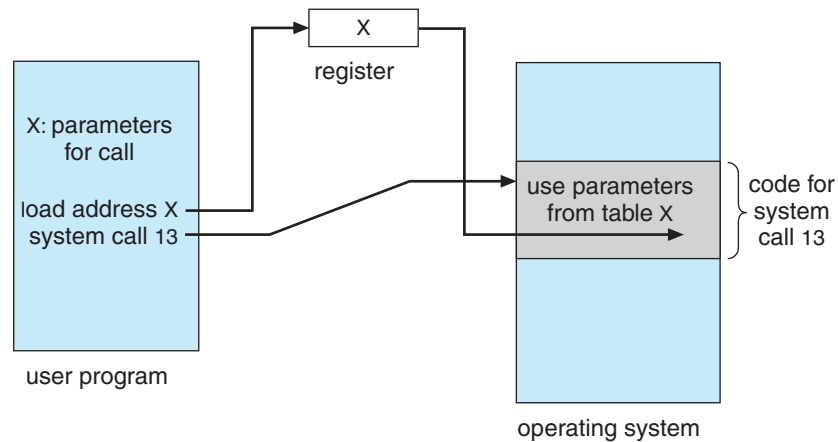 X
register
X: parameters
for call
load address X
system call 13
user program
use parameters
from table X
code for
system
call 13
operating system